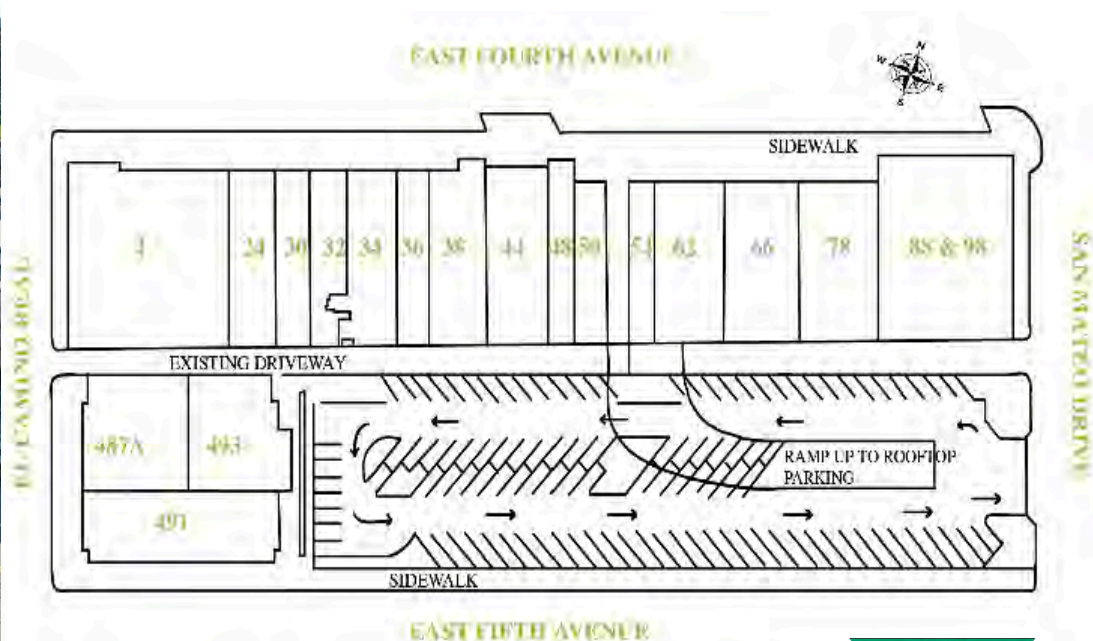 EAST FOURTH AVENUE
N
W
E
S
SIDEWALK
24
30
32
34
36
38
44
48
50
62
66
78
88 & 98
EL CAMINO REAL
SAN MATEO DRIVE
EXISTING DRIVEWAY
487A
493
491
RAMP UP TO ROOFTOP
PARKING
SIDEWALK
EAST FIFTH AVENUE